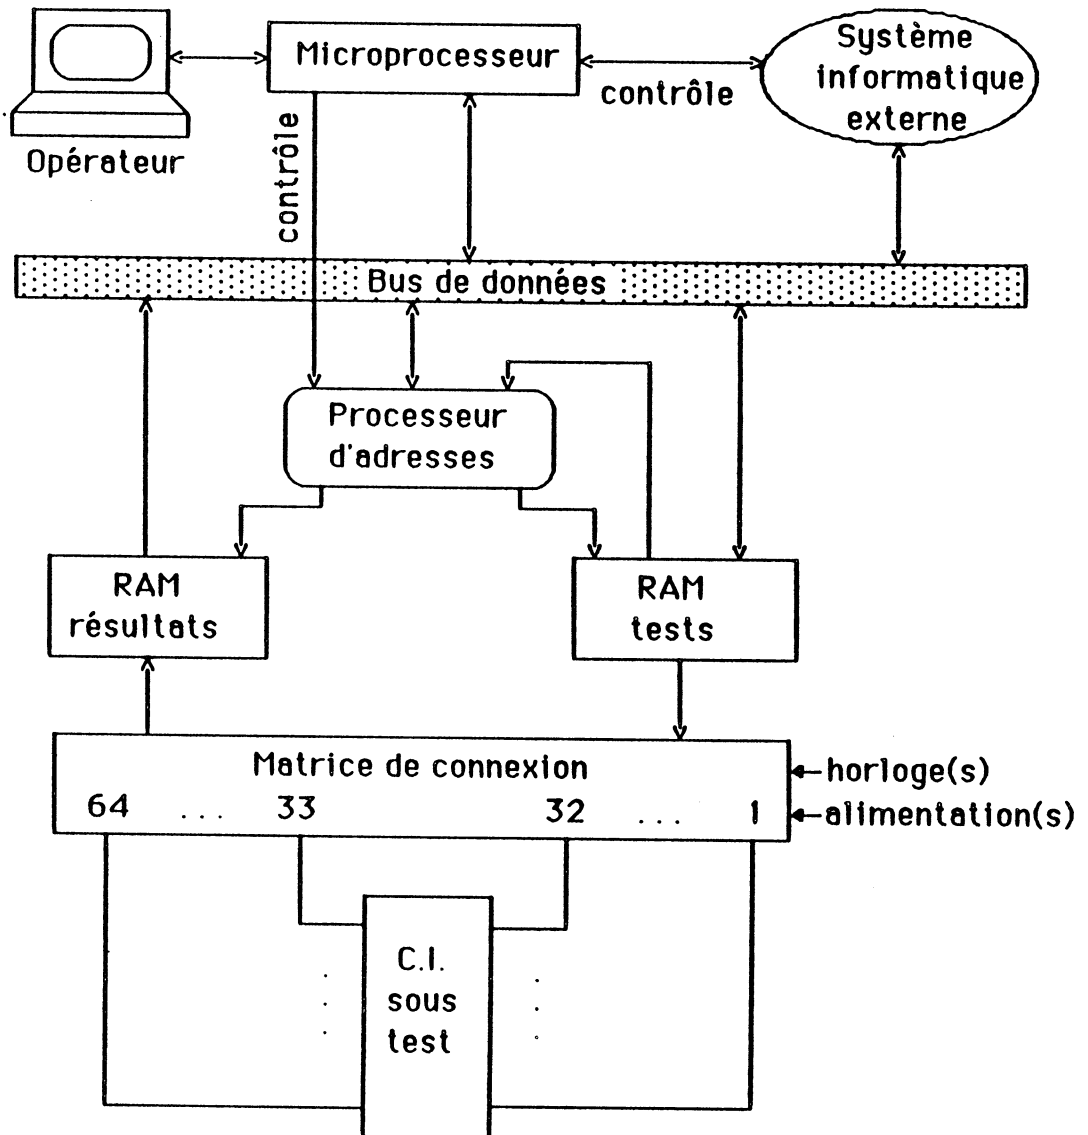 Microprocesseur
Système
informatique
externe
contrôle
Opérateur
contrôle
Bus de données
Processeur
d'adresses
RAM
résultats
RAM
tests
Matrice de connexion
horloge(s)
64 ... 33 32 ... 1
alimentation(s)
C.I.
sous
test